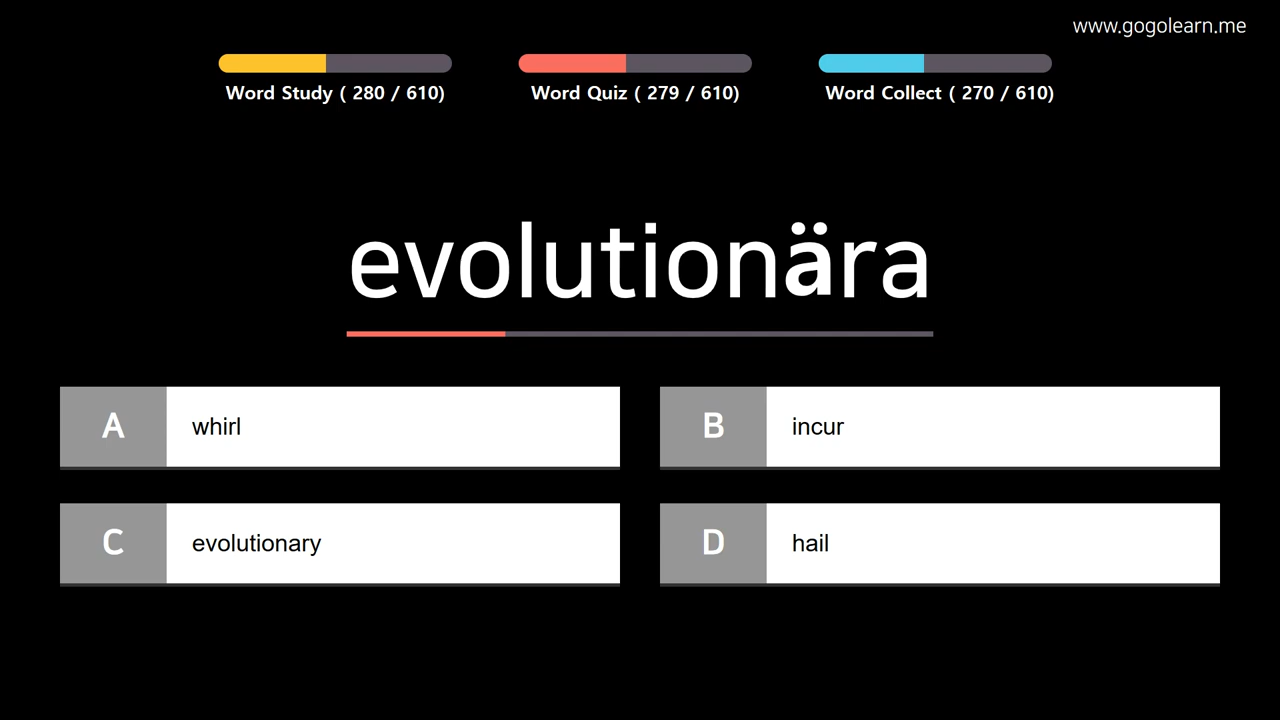 www.gogolearn.me
Word Study ( 280 / 610)
Word Quiz ( 279 / 610)
Word Collect ( 270 / 610)
evolutionära
A whirl
B incur
C evolutionary
D hail